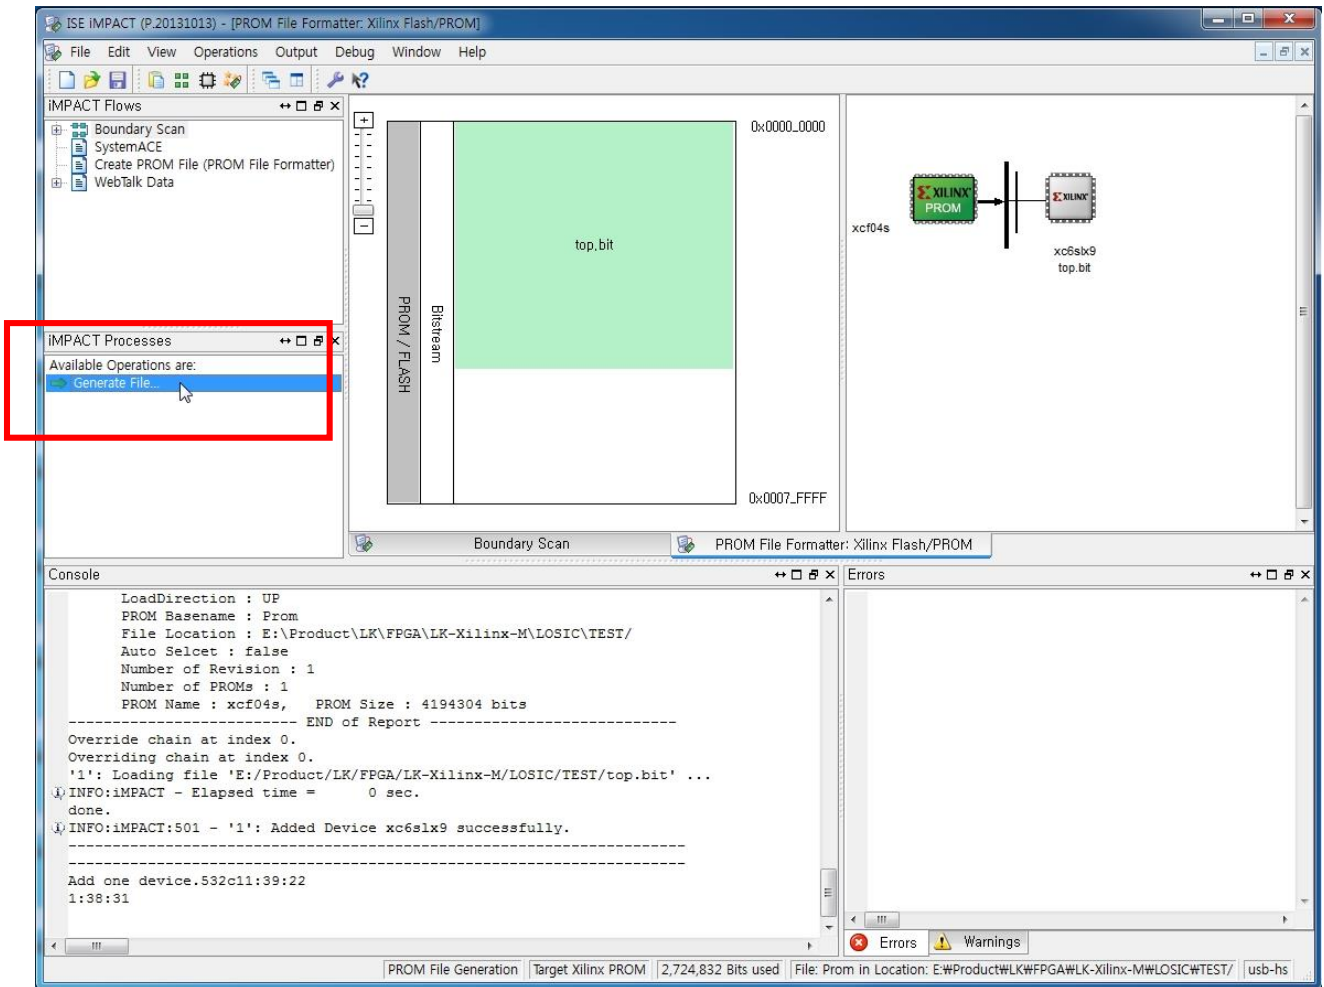 ISE iMPACT (P.20131013) - [PROM File Formatter: Xilinx Flash/PROM]
File Edit View Operations Output Debug Window Help
iMPACT Flows
Boundary Scan
SystemACE
Create PROM File (PROM File Formatter)
WebTalk Data
iMPACT Processes
Available Operations are:
Generate File...
PROM / FLASH
Bitstream
top.bit
0x0000_0000
0x0007_FFFF
xcf04s
XILINX
PROM
XILINX
xc6slx9
top.bit
Boundary Scan
PROM File Formatter: Xilinx Flash/PROM
Console
LoadDirection : UP
PROM Basename : Prom
File Location : E:\Product\LK\FPGA\LK-Xilinx-M\LOSIC\TEST/
Auto Selcet : false
Number of Revision : 1
Number of PROMs : 1
PROM Name : xcf04s, PROM Size : 4194304 bits
-------------------------- END of Report ----------------------------
Override chain at index 0.
Overriding chain at index 0.
'1': Loading file 'E:/Product/LK/FPGA/LK-Xilinx-M/LOSIC/TEST/top.bit' ...
INFO:iMPACT - Elapsed time = 0 sec.
done.
INFO:iMPACT:501 - '1': Added Device xc6slx9 successfully.
----------------------------------------------------------------------
----------------------------------------------------------------------
Add one device.532c11:39:22
1:38:31
Errors
Errors Warnings
PROM File Generation Target Xilinx PROM 2,724,832 Bits used File: Prom in Location: E:₩Product₩LK₩FPGA₩LK-Xilinx-M₩LOSIC₩TEST/ usb-hs